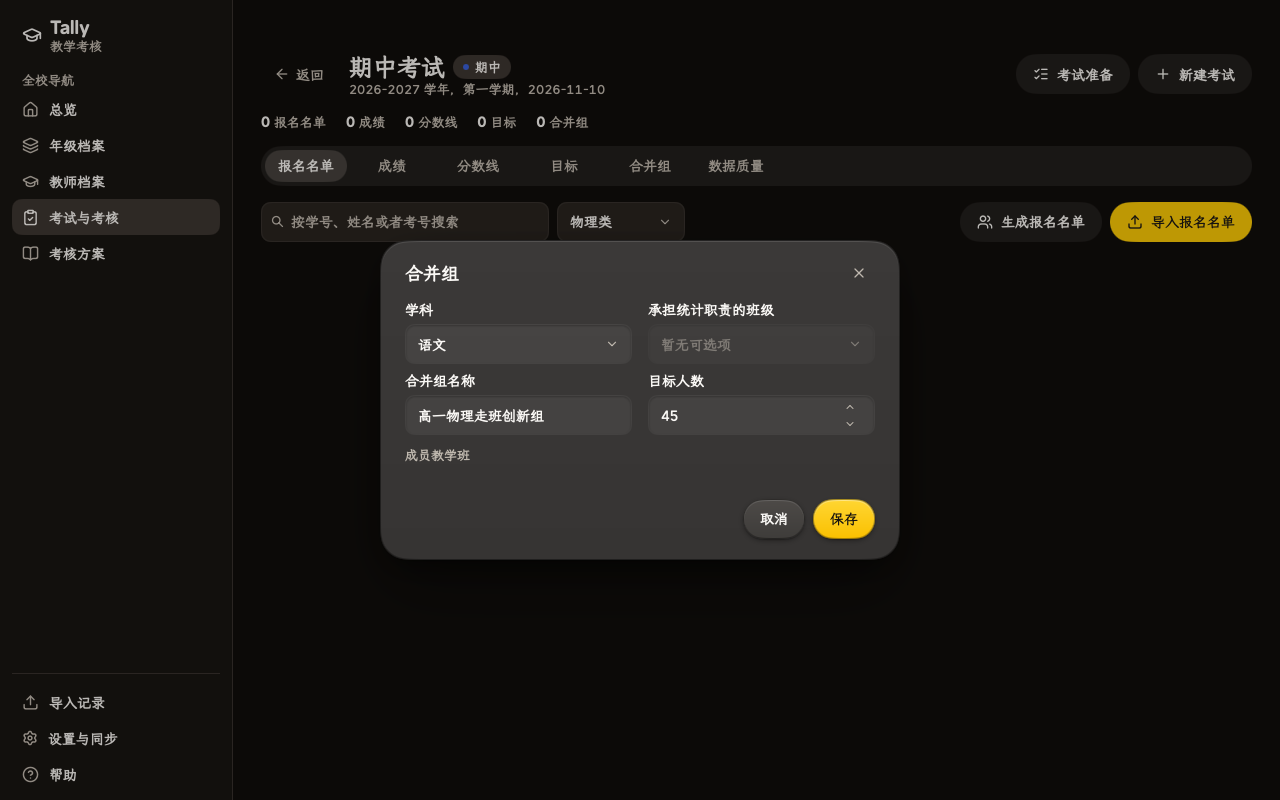 Tally
教学考核
全校导航
总览
年级档案
教师档案
考试与考核
考核方案
导入记录
设置与同步
帮助
返回
期中考试
期中
2026-2027 学年，第一学期，2026-11-10
考试准备
新建考试
0 报名名单 0 成绩 0 分数线 0 目标 0 合并组
报名名单 成绩 分数线 目标 合并组 数据质量
按学号、姓名或者考号搜索
物理类
生成报名名单
导入报名名单
合并组
学科
语文
承担统计职责的班级
暂无可选项
合并组名称
高一物理走班创新组
目标人数
45
成员教学班
取消
保存